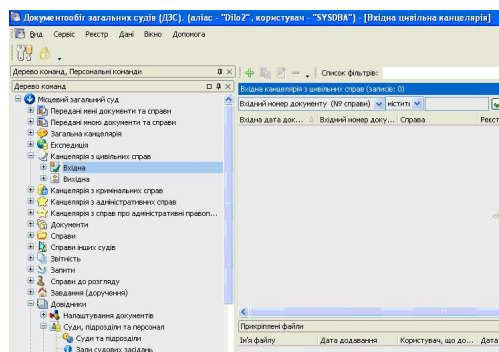 Документообіг загальних судів (ДЗС). (аліас - "Dilo2", користувач - "SYSDBA") - [Вхідна цивільна канцелярія]
Вид Сервіс Реєстр Дані Вікно Допомога
Список фільтрів:
Дерево команд, Персональні команди
Дерево команд
Місцевий загальний суд
Передані мені документи та справи
Передані мною документи та справи
Загальна канцелярія
Експедиція
Канцелярія з цивільних справ
Вхідна
Вихідна
Канцелярія з кримінальних справ
Канцелярія з адміністративних справ
Канцелярія з справ про адміністративні правоп...
Документи
Справи
Справи інших судів
Звітність
Запити
Справи до розгляду
Завдання (доручення)
Довідники
Налаштування документів
Суди, підрозділи та персонал
Суди та підрозділи
Зали судових засідань
Вхідна канцелярія з цивільних справ (записів: 0)
Вхідний номер документу (№ справи) містить
Вхідна дата док... Вхідний номер доку... Справа Реєст
<h
Прикріплені файли
Ім'я файлу Дата додавання Користувач, що до... Дата